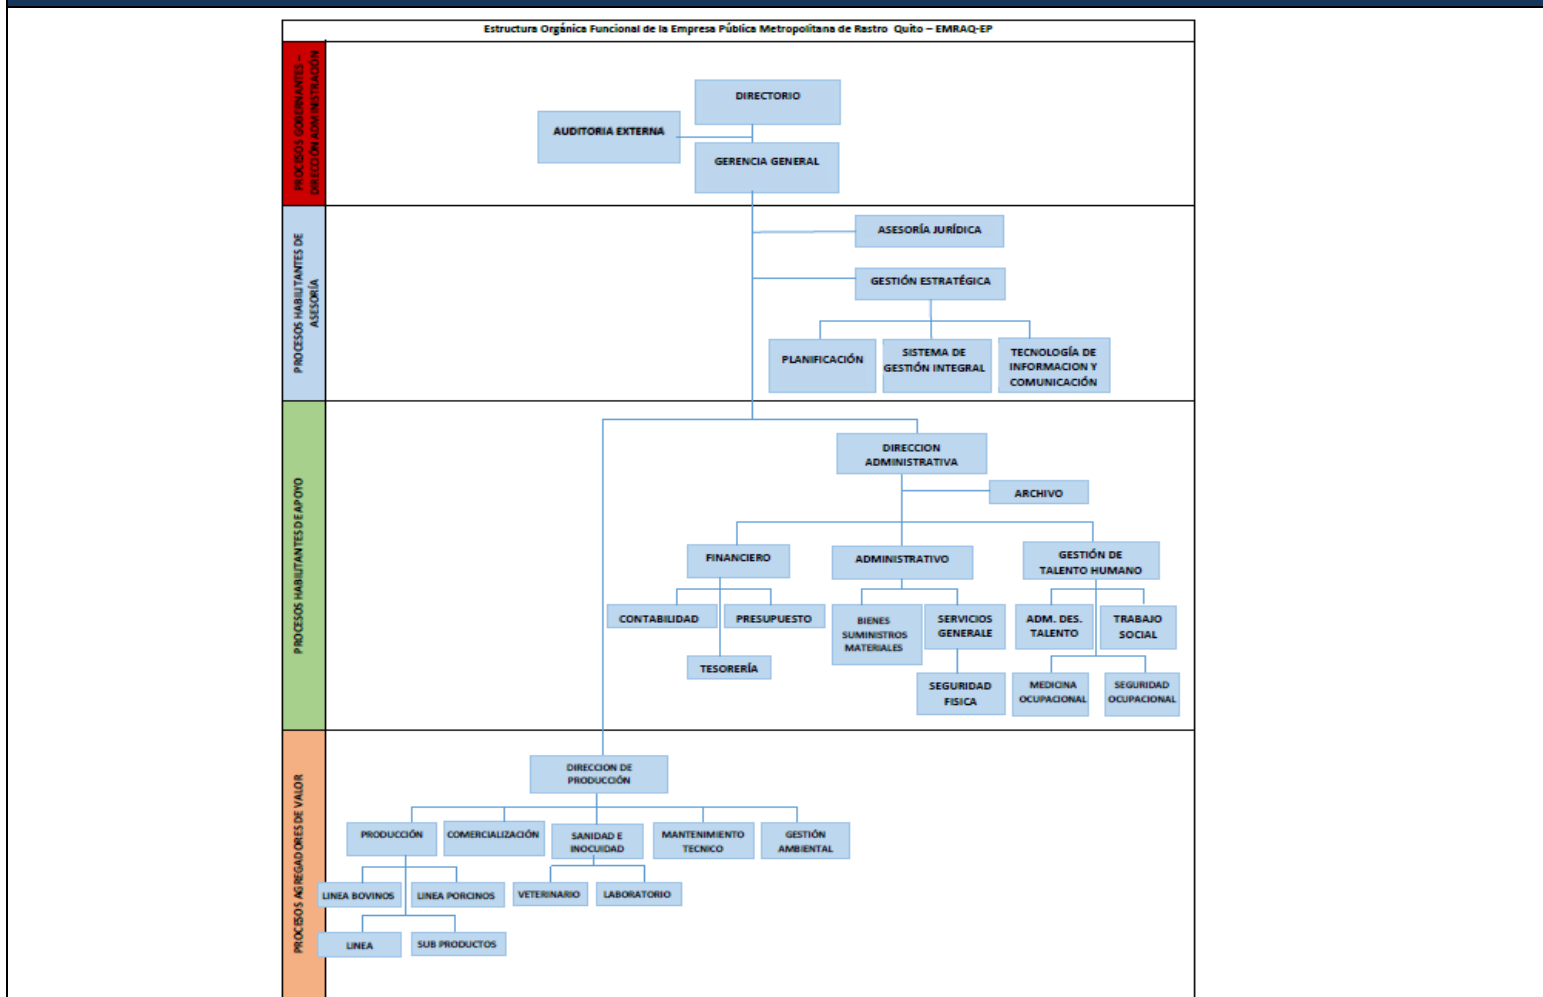 Estructura Orgánica Funcional de la Empresa Pública Metropolitana de Rastro Quito – EMRAQ-EP
PROCESOS GOBERNANTES –
DIRECCIÓN ADMINISTRACIÓN
DIRECTORIO
AUDITORIA EXTERNA
GERENCIA GENERAL
PROCESOS HABILITANTES DE
ASESORÍA
ASESORÍA JURÍDICA
GESTIÓN ESTRATÉGICA
PLANIFICACIÓN
SISTEMA DE
GESTIÓN INTEGRAL
TECNOLOGÍA DE
INFORMACION Y
COMUNICACIÓN
PROCESOS HABILITANTES DE APOYO
DIRECCION
ADMINISTRATIVA
ARCHIVO
FINANCIERO
ADMINISTRATIVO
GESTIÓN DE
TALENTO HUMANO
CONTABILIDAD
PRESUPUESTO
BIENES
SUMINISTROS
MATERIALES
SERVICIOS
GENERALE
ADM. DES.
TALENTO
TRABAJO
SOCIAL
TESORERÍA
SEGURIDAD
FISICA
MEDICINA
OCUPACIONAL
SEGURIDAD
OCUPACIONAL
PROCESOS AGREGADORES DE VALOR
DIRECCION DE
PRODUCCIÓN
PRODUCCIÓN
COMERCIALIZACIÓN
SANIDAD E
INOCUIDAD
MANTENIMIENTO
TECNICO
GESTIÓN
AMBIENTAL
LINEA BOVINOS
LINEA PORCINOS
VETERINARIO
LABORATORIO
LINEA
SUB PRODUCTOS